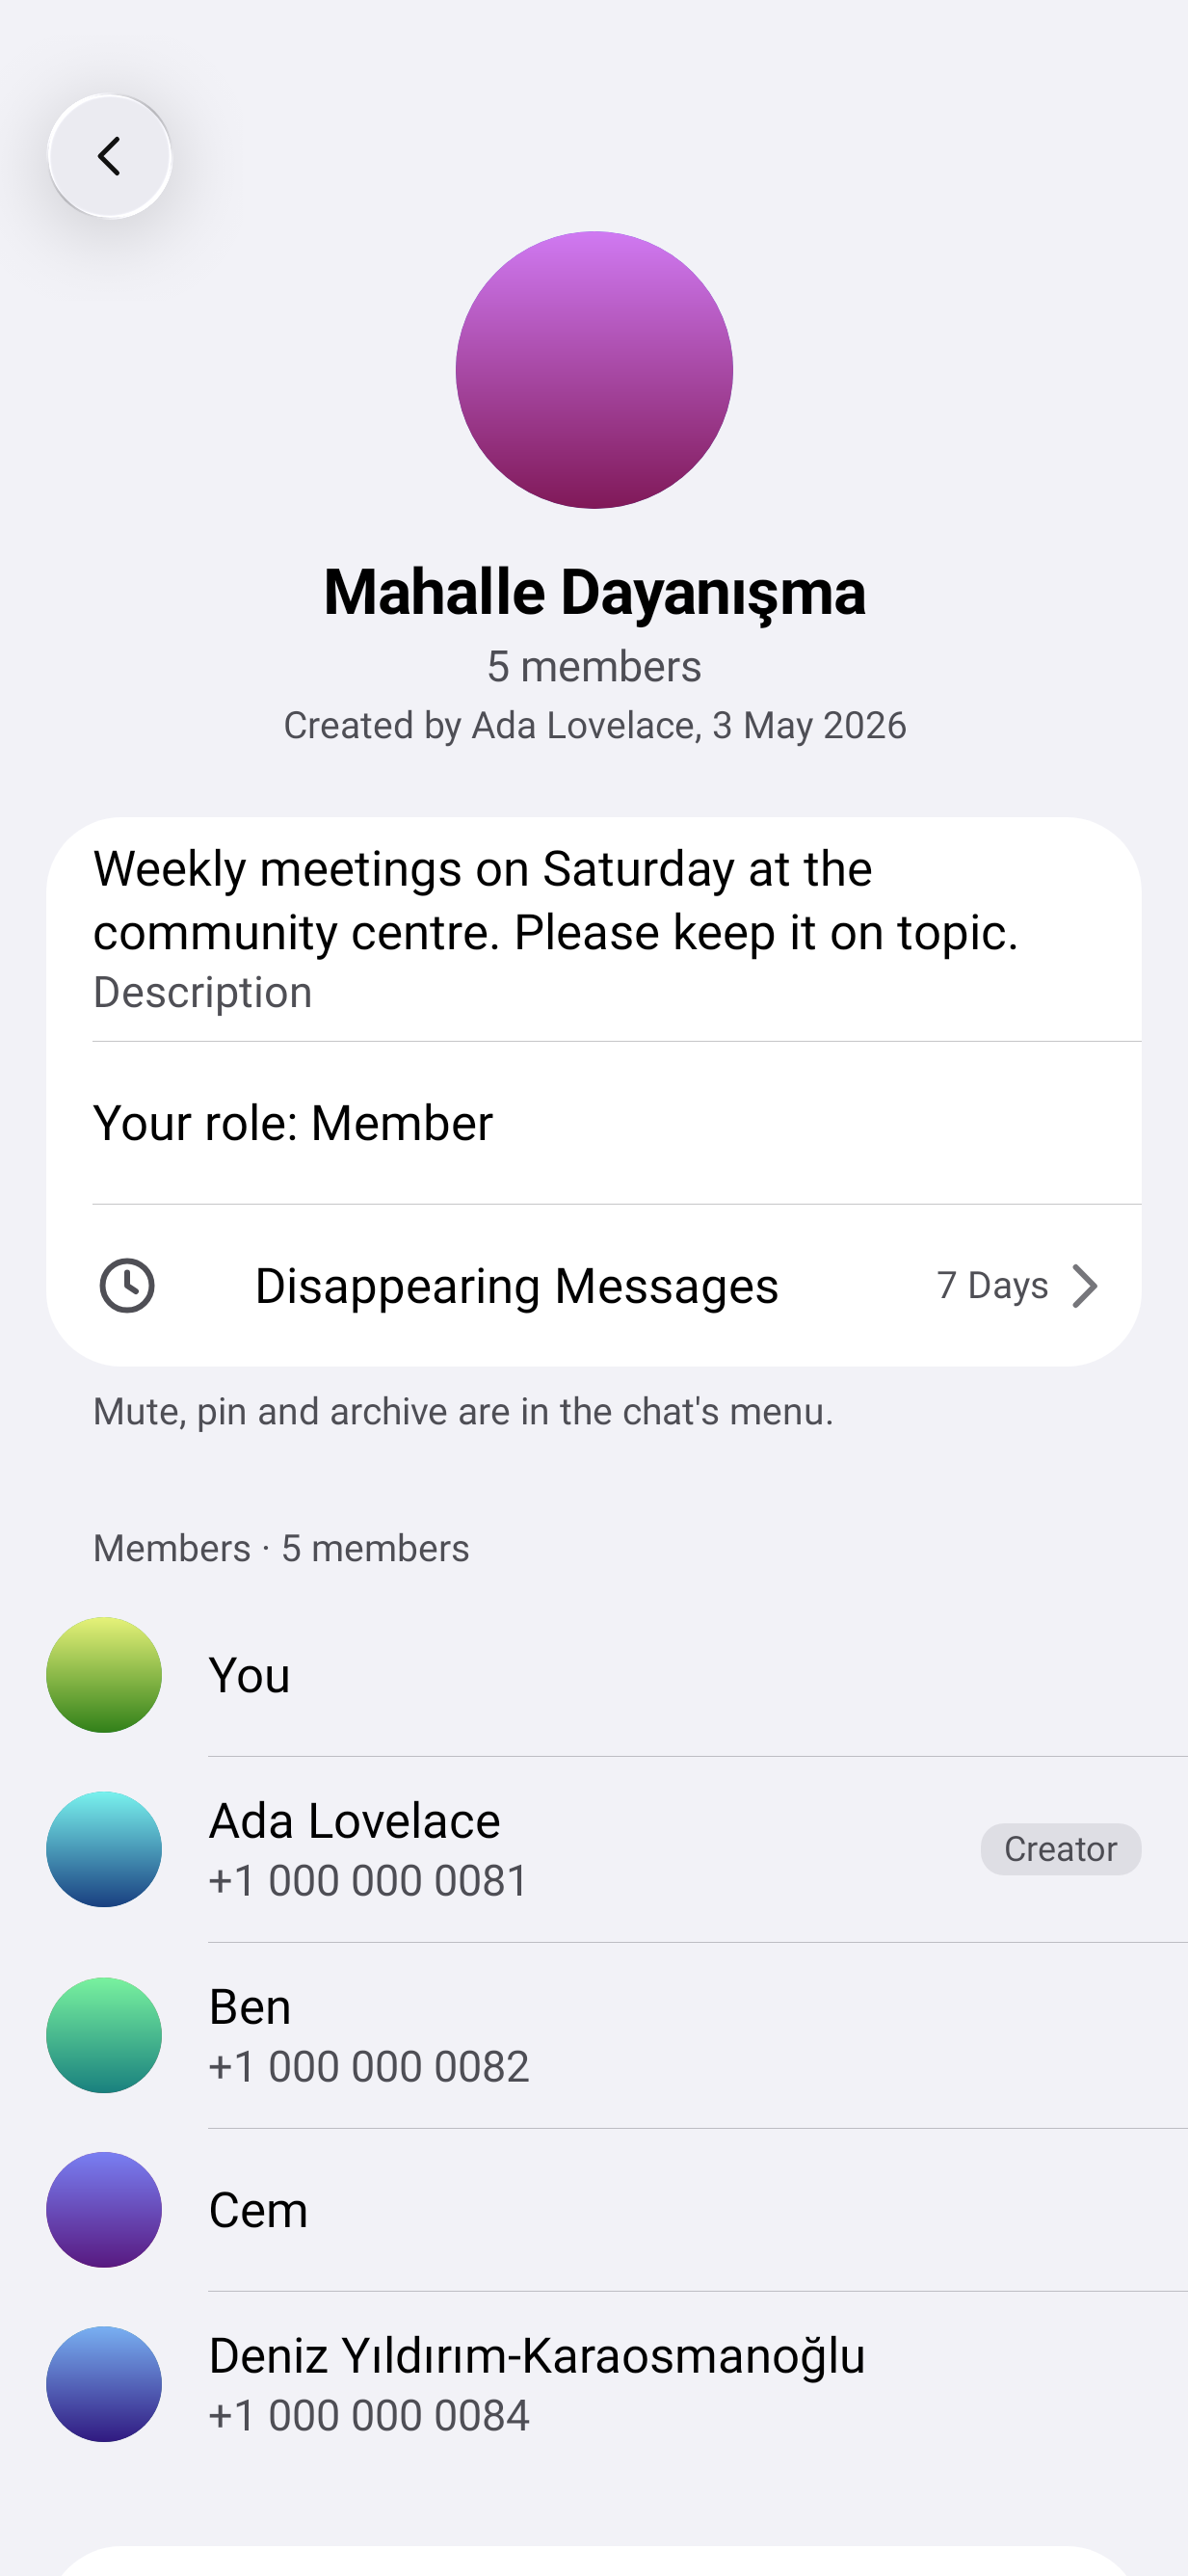 Mahalle Dayanışma
5 members
Created by Ada Lovelace, 3 May 2026
Weekly meetings on Saturday at the
community centre. Please keep it on topic.
Description
Your role: Member
Disappearing Messages 7 Days
Mute, pin and archive are in the chat's menu.
Members · 5 members
You
Ada Lovelace
+1 000 000 0081
Creator
Ben
+1 000 000 0082
Cem
Deniz Yıldırım-Karaosmanoğlu
+1 000 000 0084